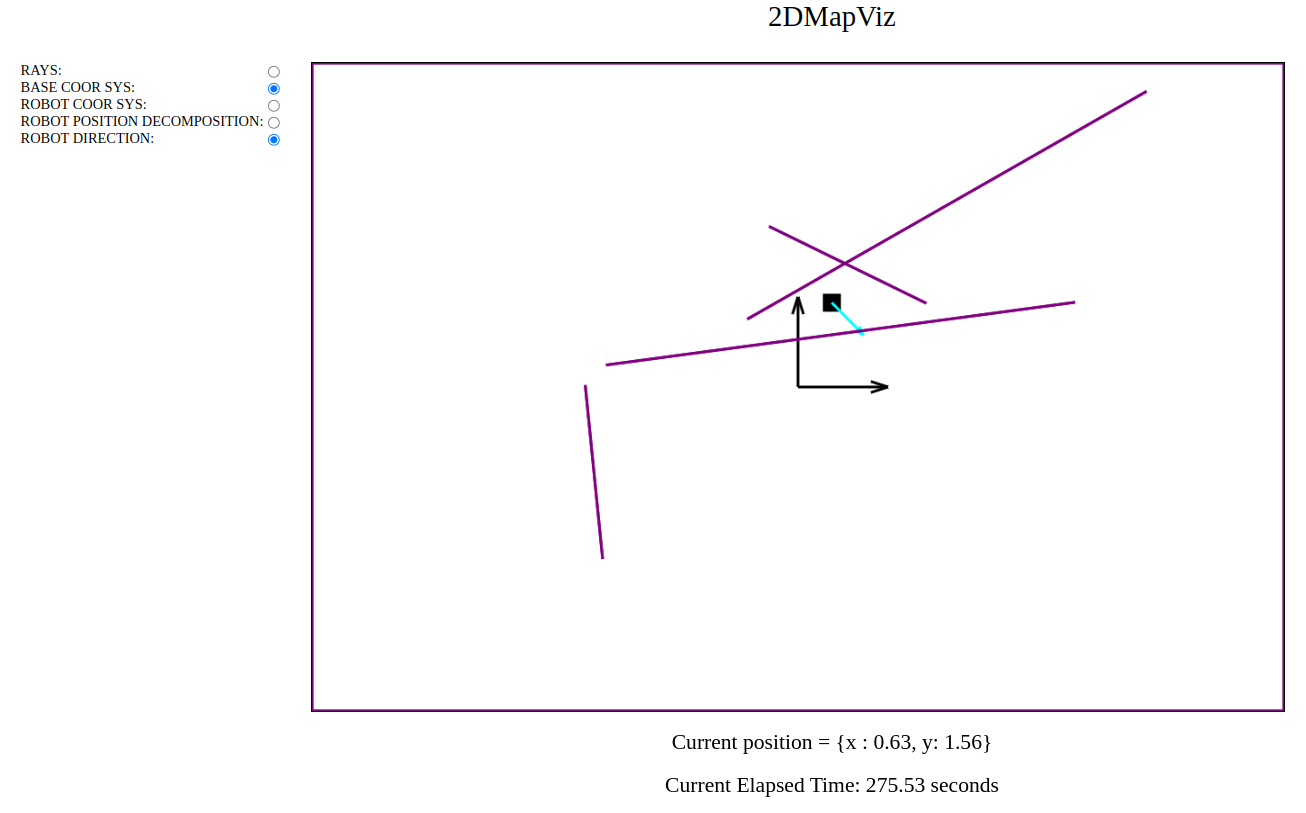 2DMapViz
RAYS:
BASE COOR SYS:
ROBOT COOR SYS:
ROBOT POSITION DECOMPOSITION:
ROBOT DIRECTION:
Current position = {x : 0.63, y: 1.56}
Current Elapsed Time: 275.53 seconds